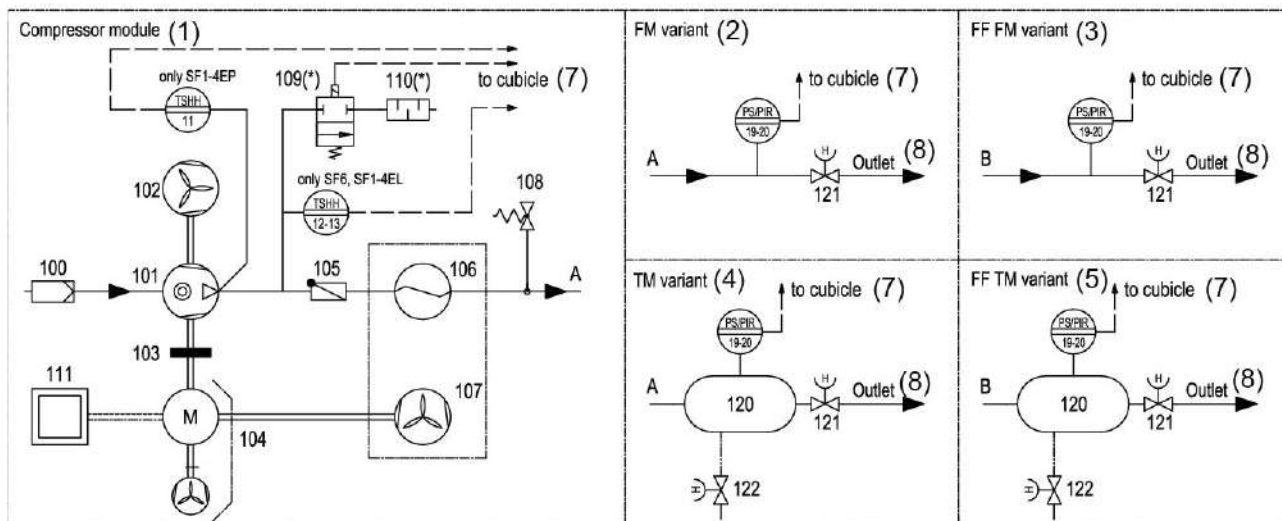 Compressor module (1)
only SF1-4EP
TSHH
11
109(*)
110(*)
to cubicle (7)
102
only SF6, SF1-4EL
TSHH
12-13
108
100
101
105
106
A
103
111
M
104
107
FM variant (2)
to cubicle (7)
PS/PIR
19-20
A
H
Outlet (8)
121
FF FM variant (3)
to cubicle (7)
PS/PIR
19-20
B
H
Outlet (8)
121
TM variant (4)
to cubicle (7)
PS/PIR
19-20
A
H
Outlet (8)
120
121
H
122
FF TM variant (5)
to cubicle (7)
PS/PIR
19-20
B
H
Outlet (8)
120
121
H
122